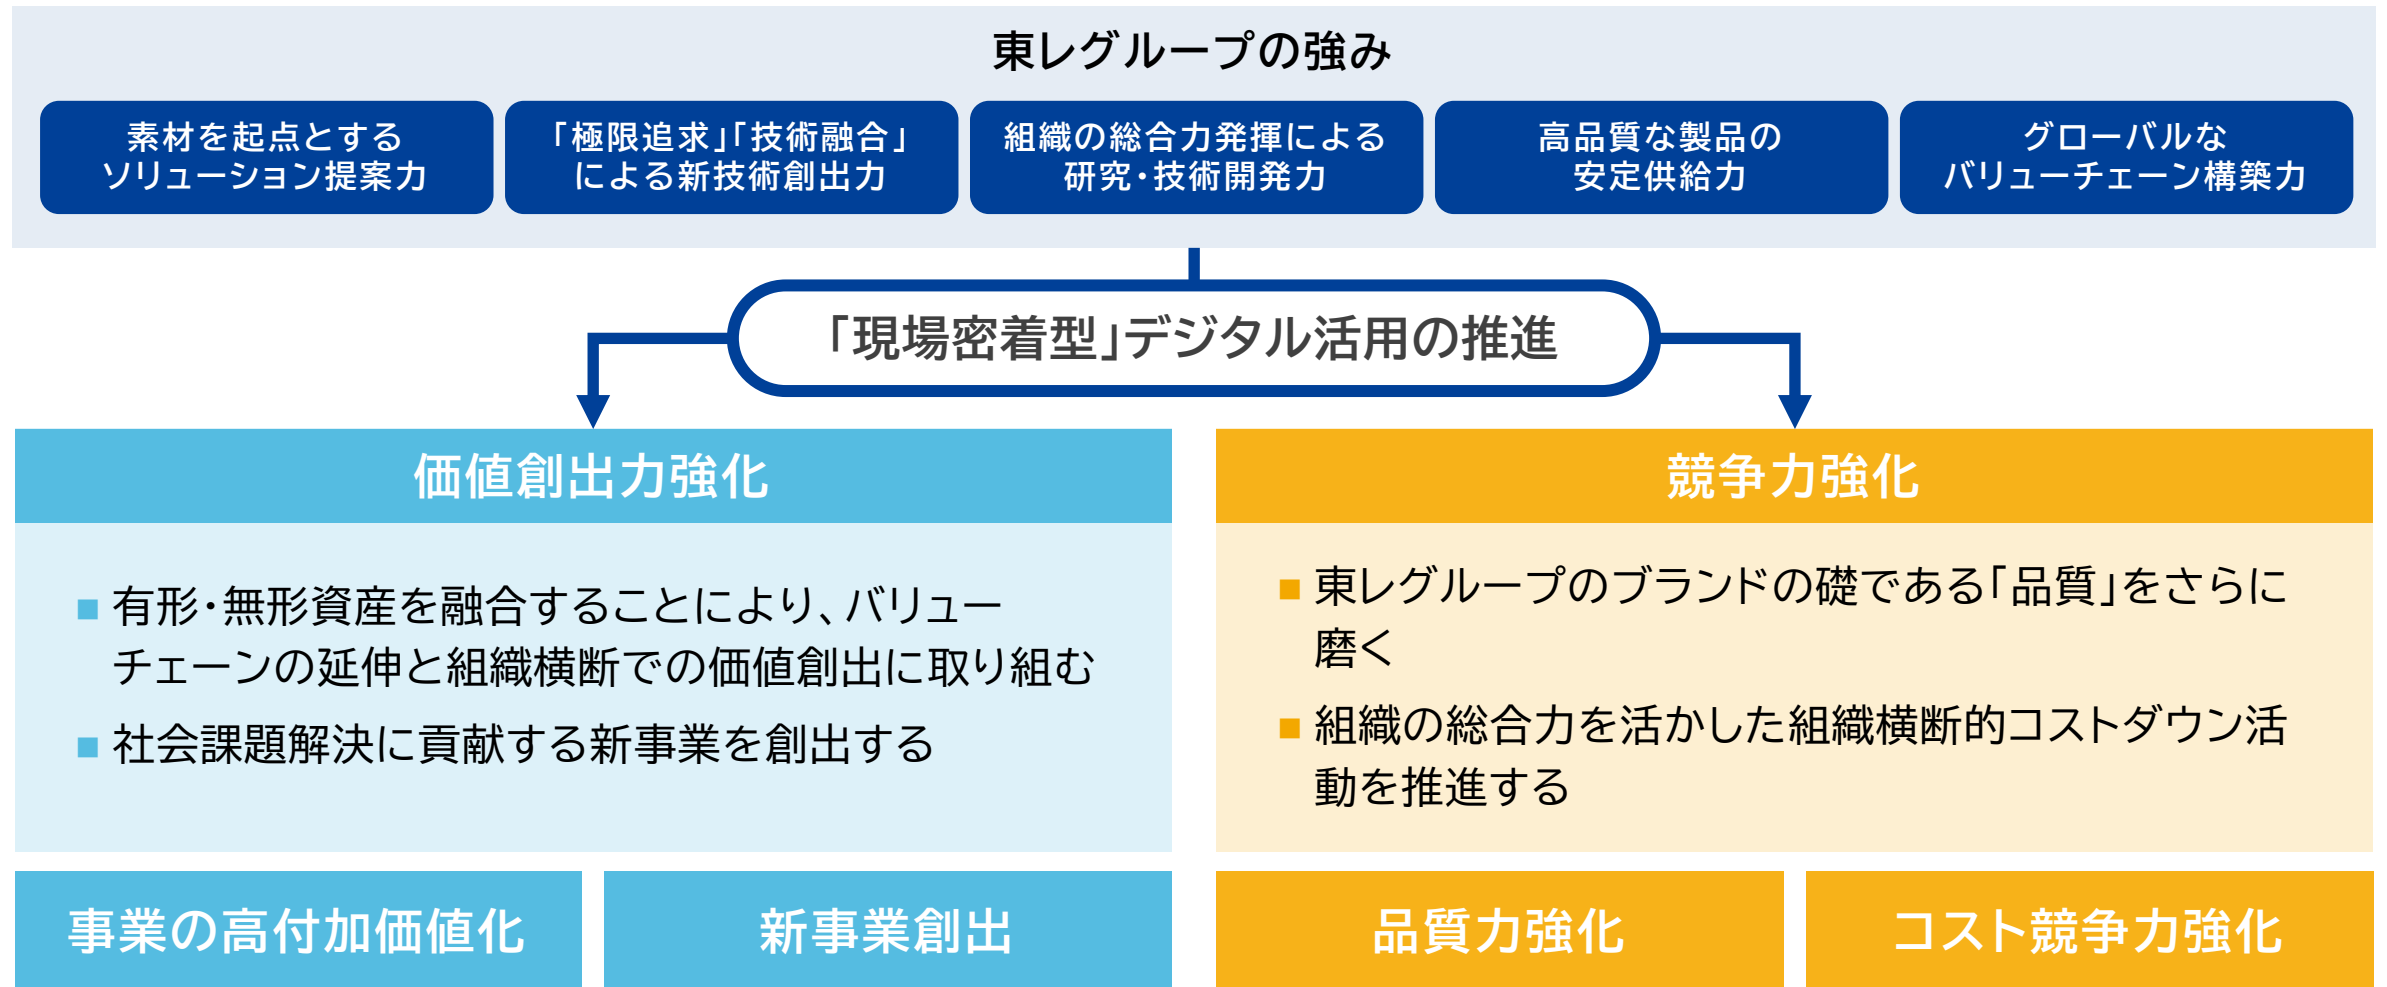 東レグループの強み
素材を起点とする
ソリューション提案力
「極限追求」「技術融合」
による新技術創出力
組織の総合力発揮による
研究・技術開発力
高品質な製品の
安定供給力
グローバルな
バリューチェーン構築力
「現場密着型」デジタル活用の推進
価値創出力強化
■ 有形・無形資産を融合することにより、バリュー
チェーンの延伸と組織横断での価値創出に取り組む
■ 社会課題解決に貢献する新事業を創出する
事業の高付加価値化
新事業創出
競争力強化
■ 東レグループのブランドの礎である「品質」をさらに
磨く
■ 組織の総合力を活かした組織横断的コストダウン活
動を推進する
品質力強化
コスト競争力強化